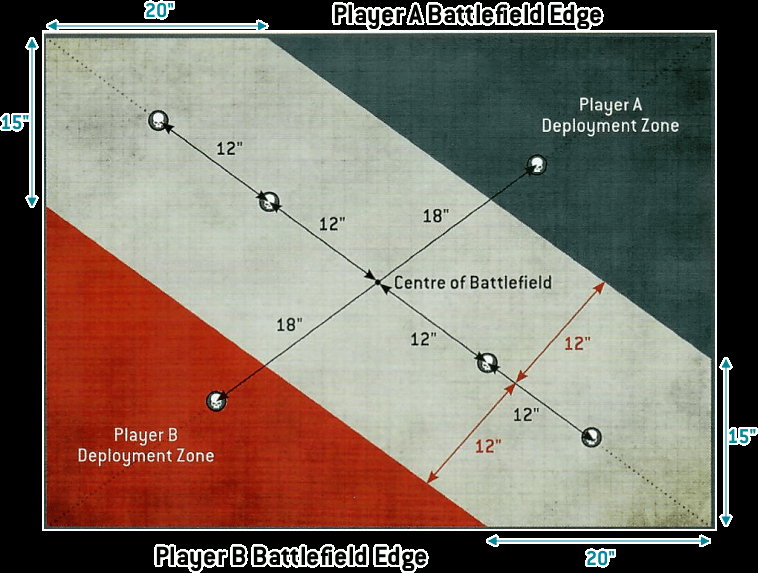 20"
Player A Battlefield Edge
15"
Player A
Deployment Zone
12"
12"
18"
Centre of Battlefield
18"
12"
12"
12"
Player B
Deployment Zone
12"
15"
Player B Battlefield Edge
20"